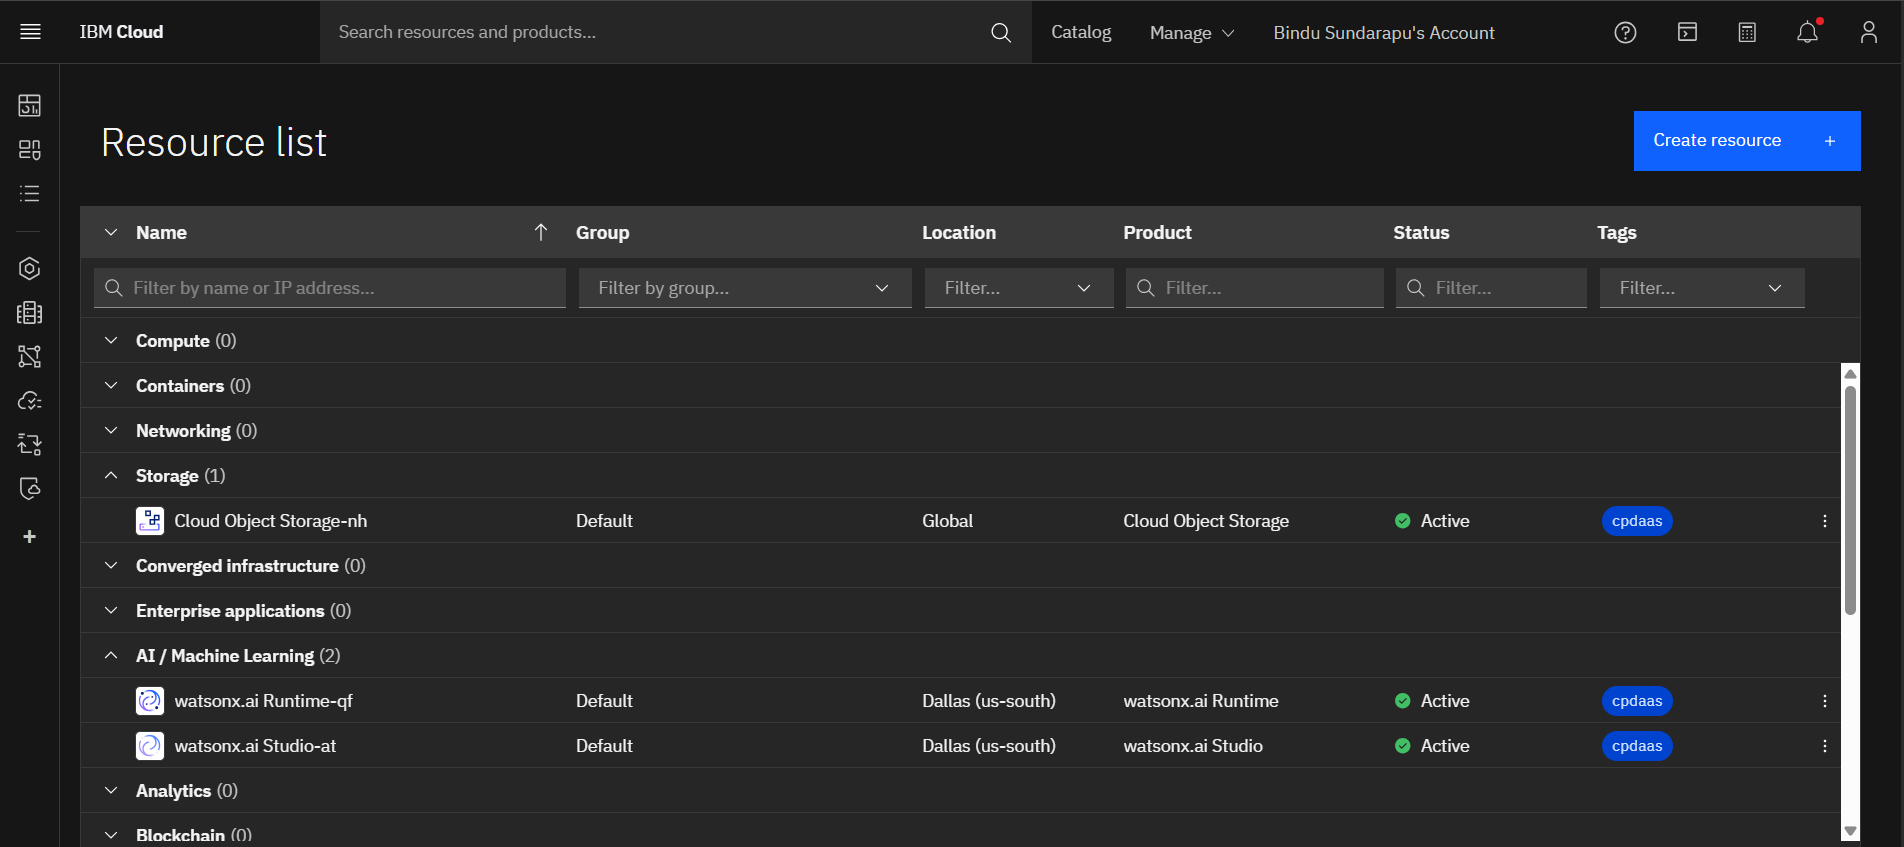 IBM Cloud
Search resources and products...
Catalog
Manage
Bindu Sundarapu's Account
Resource list
Create resource +
Name
Group
Location
Product
Status
Tags
Filter by name or IP address...
Filter by group...
Filter...
Filter...
Filter...
Filter...
Compute (0)
Containers (0)
Networking (0)
Storage (1)
Cloud Object Storage-nh Default Global Cloud Object Storage Active cpdaas
Converged infrastructure (0)
Enterprise applications (0)
AI / Machine Learning (2)
watsonx.ai Runtime-qf Default Dallas (us-south) watsonx.ai Runtime Active cpdaas
watsonx.ai Studio-at Default Dallas (us-south) watsonx.ai Studio Active cpdaas
Analytics (0)
Blockchain (0)